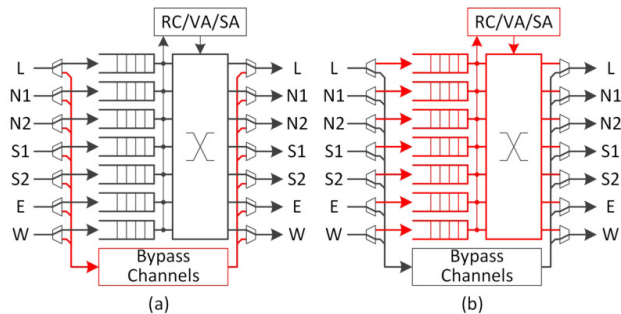 RC/VA/SA
RC/VA/SA
L
L
L
L
N1
N1
N1
N1
N2
N2
N2
N2
S1
S1
S1
S1
S2
S2
S2
S2
E
E
E
E
W
W
W
W
Bypass
Channels
Bypass
Channels
(a)
(b)